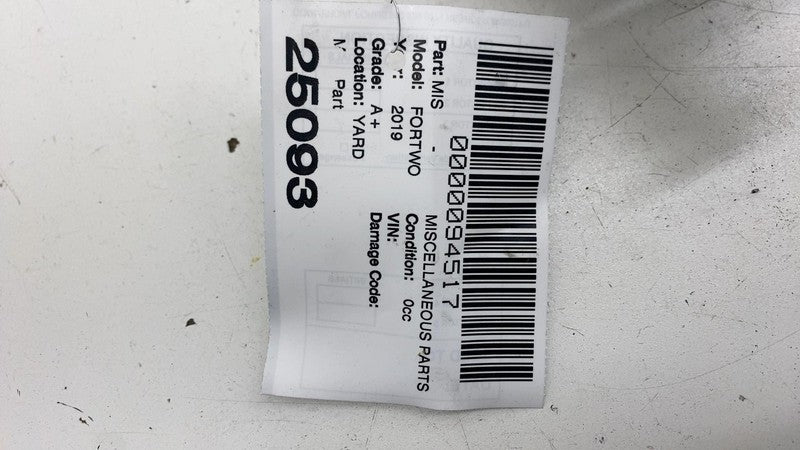 0000094517
Part: MIS - MISCELLANEOUS PARTS
Model: FORTWO Condition: 0cc
2019 VIN:
Grade: A+ Damage Code:
Location: YARD
Part
25093